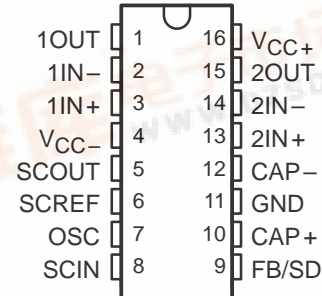 1OUT 1 16 VCC+
1IN− 2 15 2OUT
1IN+ 3 14 2IN−
VCC− 4 13 2IN+
SCOUT 5 12 CAP−
SCREF 6 11 GND
OSC 7 10 CAP+
SCIN 8 9 FB/SD